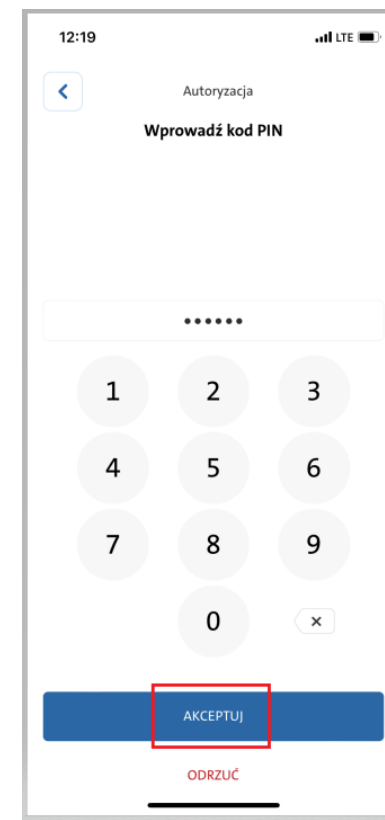 12:19 LTE
Autoryzacja
Wprowadź kod PIN
••••••
1 2 3
4 5 6
7 8 9
0
AKCEPTUJ
ODRZUĆ